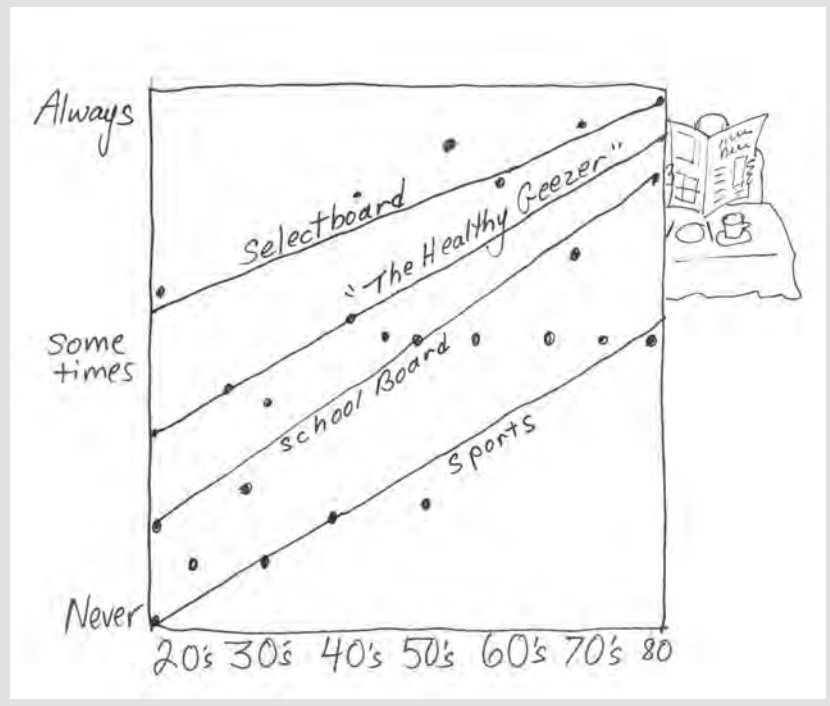 Always
Some
times
Never
Selectboard
"The Healthy Geezer"
school Board
sports
20's 30's 40's 50's 60's 70's 80